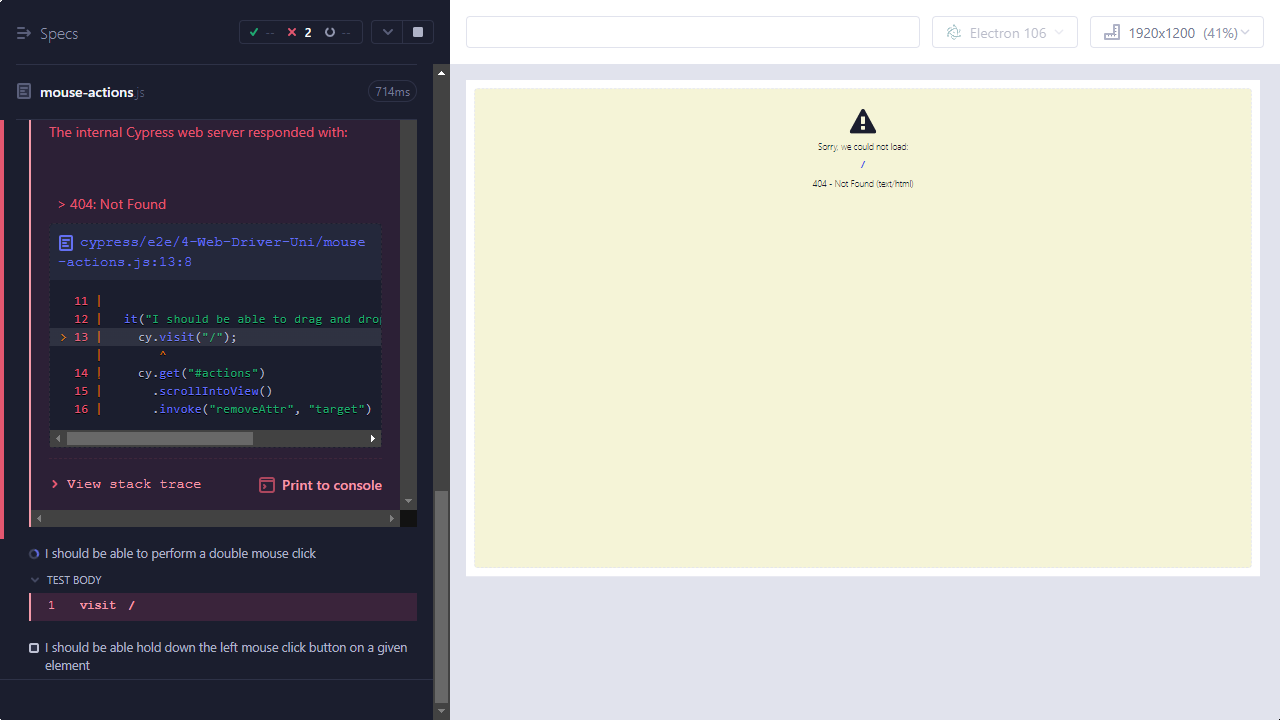 Specs
-- 2 --
Electron 106
1920x1200 (41%)
mouse-actions.js
714ms
The internal Cypress web server responded with:
> 404: Not Found
cypress/e2e/4-Web-Driver-Uni/mouse
-actions.js:13:8
11 |
12 | it("I should be able to drag and drop
> 13 | cy.visit("/");
| ^
14 | cy.get("#actions")
15 | .scrollIntoView()
16 | .invoke("removeAttr", "target")
> View stack trace
Print to console
I should be able to perform a double mouse click
TEST BODY
1 visit /
I should be able hold down the left mouse click button on a given
element
Sorry, we could not load:
/
404 - Not Found (text/html)